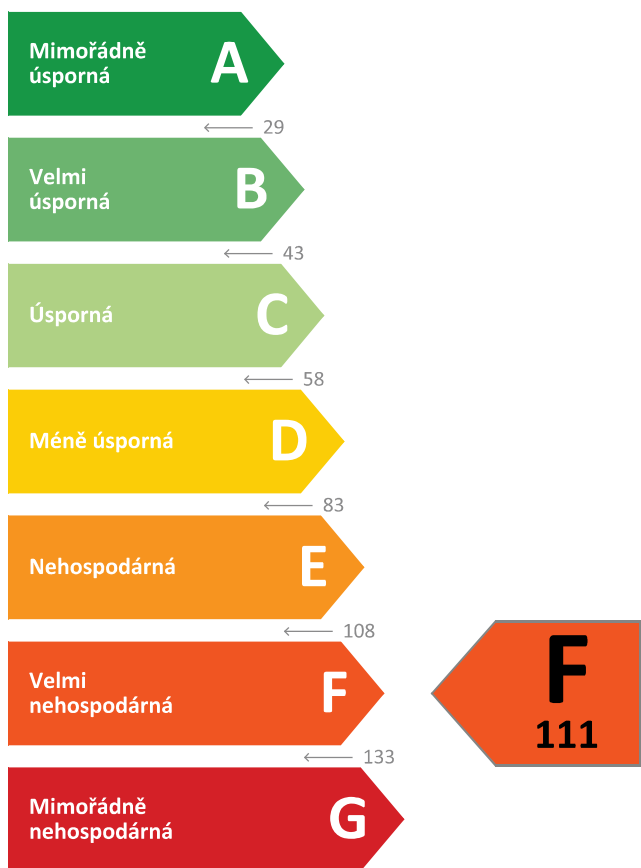 Mimořádně
úsporná
A
29
Velmi
úsporná
B
43
Úsporná
C
58
Méně úsporná
D
83
Nehospodárná
E
108
Velmi
nehospodárná
F
F
111
133
Mimořádně
nehospodárná
G